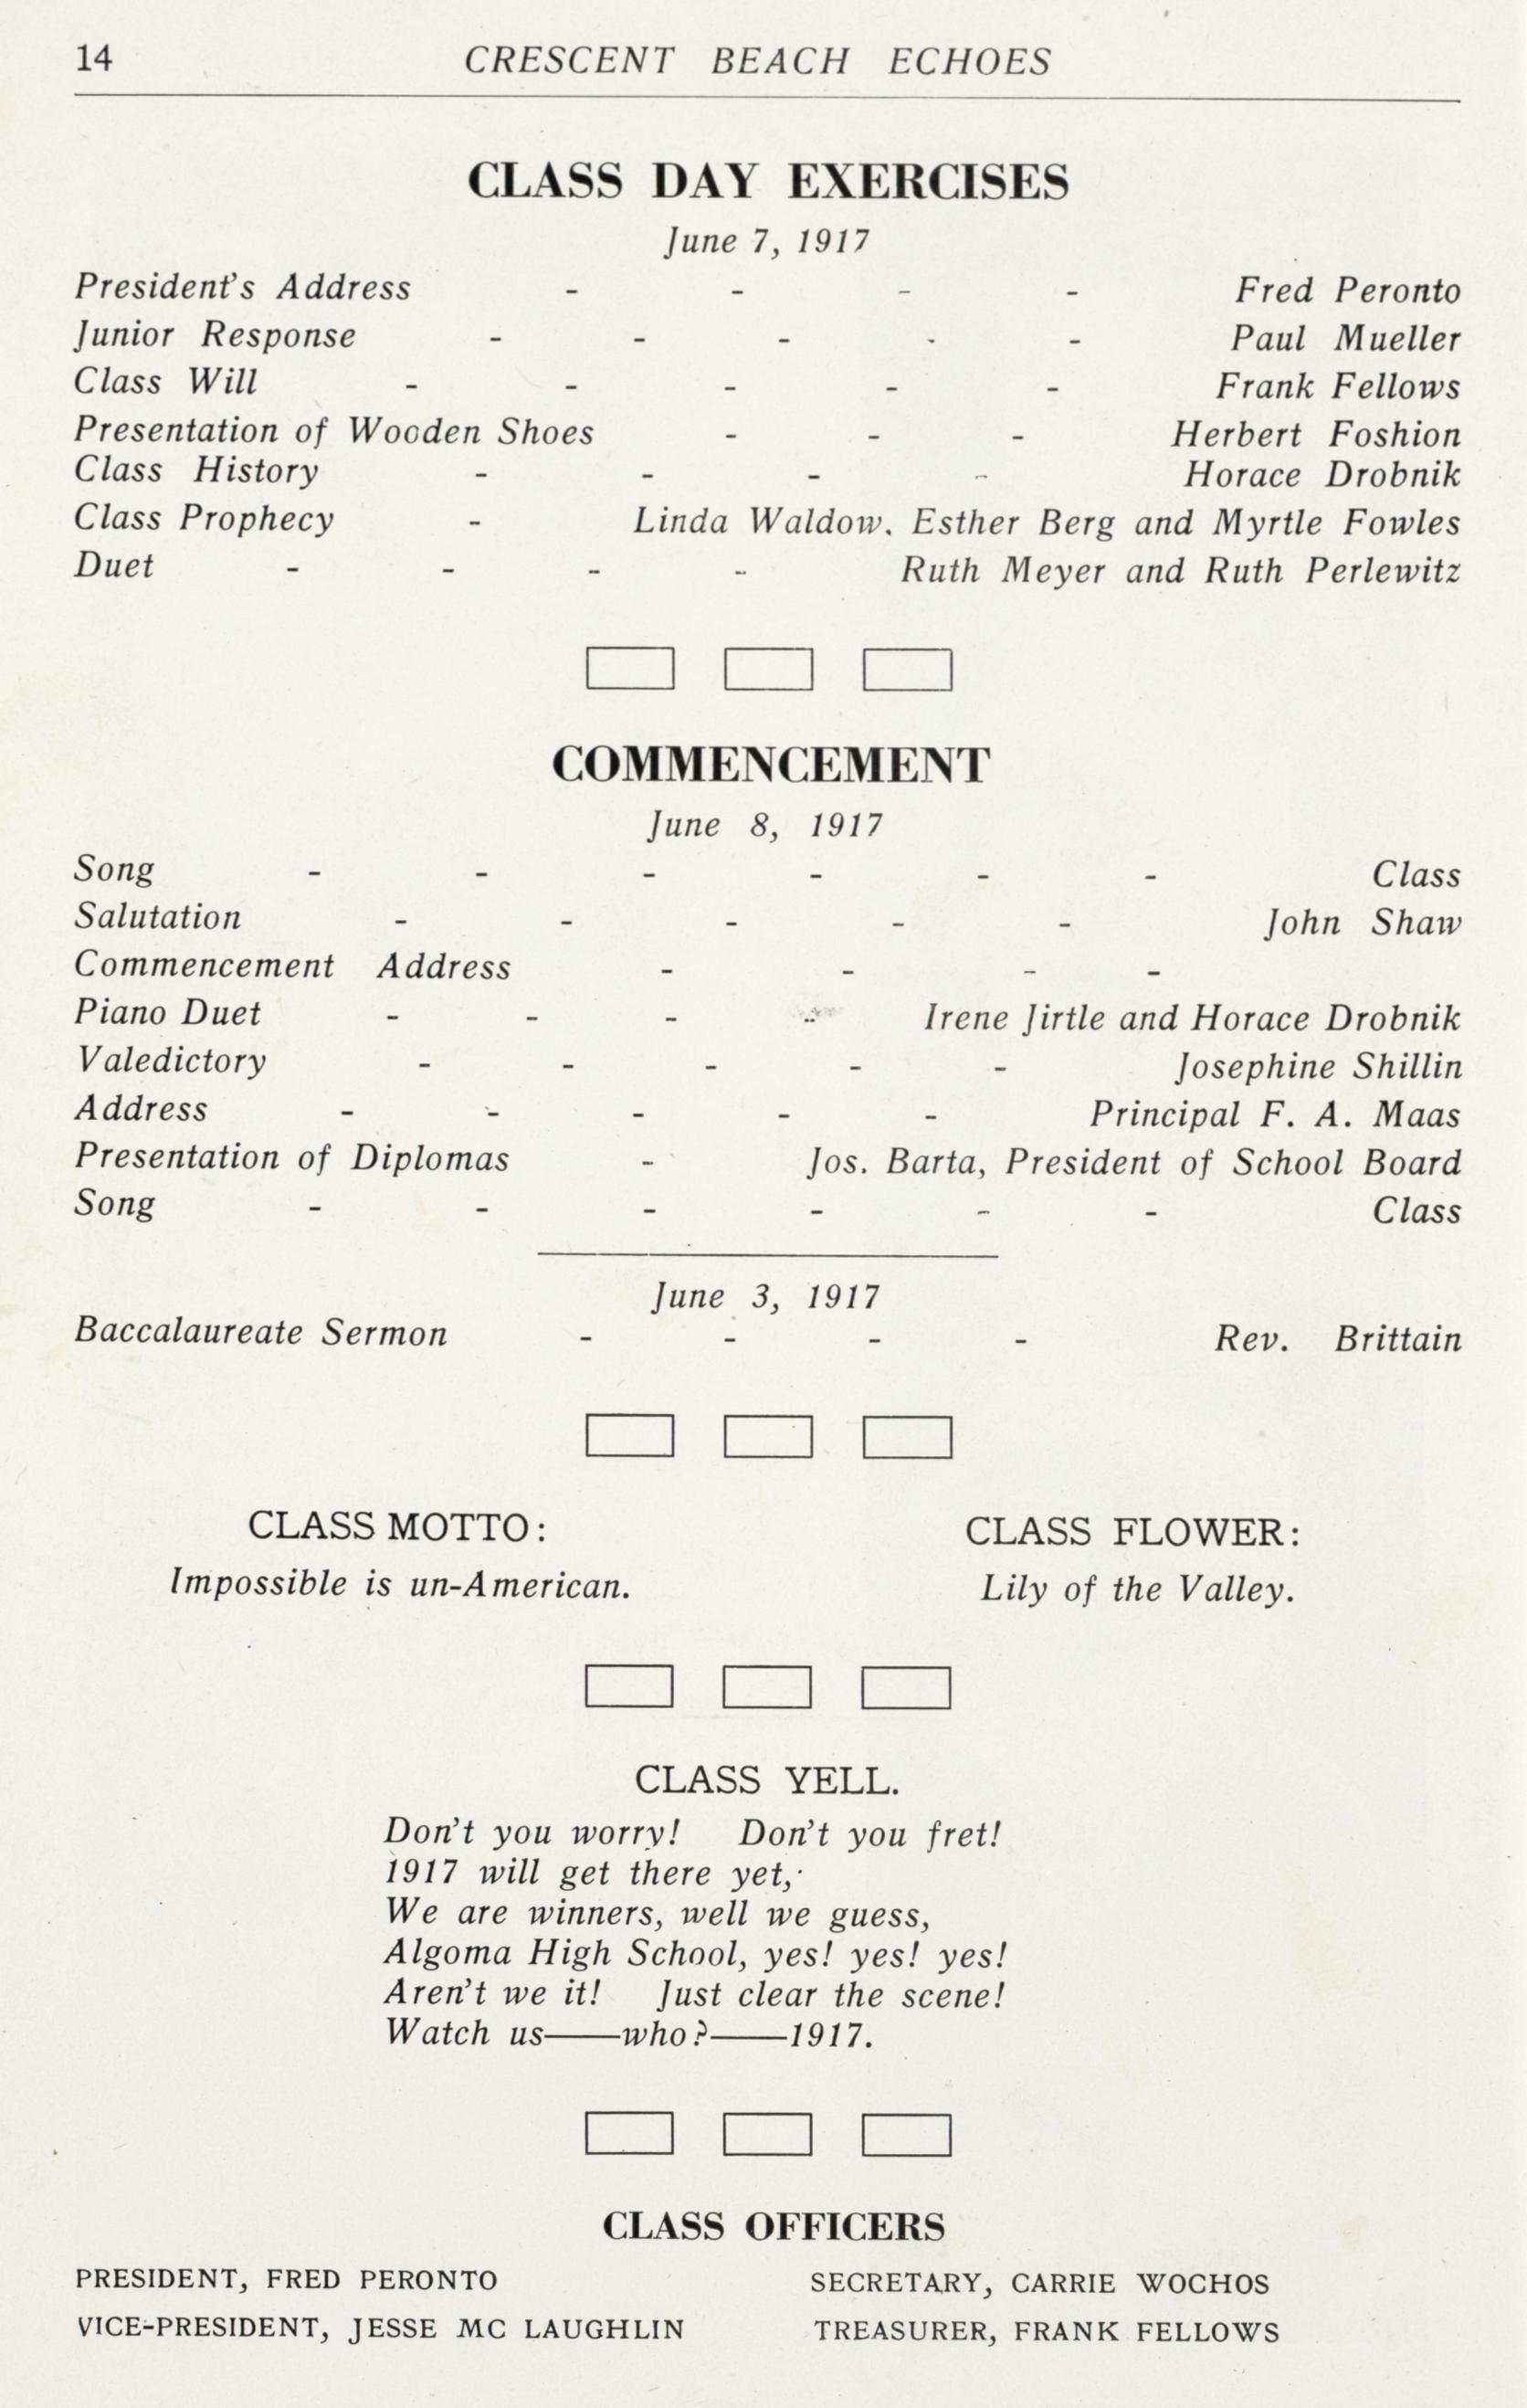 14 CRESCENT BEACH ECHOES
CLASS DAY EXERCISES
June 7, 1917
President's Address - - - - Fred Peronto
Junior Response - - - - - Paul Mueller
Class Will - - - - - Frank Fellows
Presentation of Wooden Shoes - - - Herbert Foshion
Class History - - - - Horace Drobnik
Class Prophecy - Linda Waldow. Esther Berg and Myrtle Fowles
Duet - - - - Ruth Meyer and Ruth Perlewitz
COMMENCEMENT
June 8, 1917
Song - - - - - - Class
Salutation - - - - - John Shaw
Commencement Address - - - -
Piano Duet - - - - Irene Jirtle and Horace Drobnik
Valedictory - - - - - Josephine Shillin
Address - - - - - Principal F. A. Maas
Presentation of Diplomas - Jos. Barta, President of School Board
Song - - - - - - Class
June 3, 1917
Baccalaureate Sermon - - - - Rev. Brittain
CLASS MOTTO: CLASS FLOWER:
Impossible is un-American. Lily of the Valley.
CLASS YELL.
Don't you worry! Don't you fret!
1917 will get there yet,
We are winners, well we guess,
Algoma High School, yes! yes! yes!
Aren't we it! Just clear the scene!
Watch us——who?——1917.
CLASS OFFICERS
PRESIDENT, FRED PERONTO SECRETARY, CARRIE WOCHOS
VICE-PRESIDENT, JESSE MC LAUGHLIN TREASURER, FRANK FELLOWS